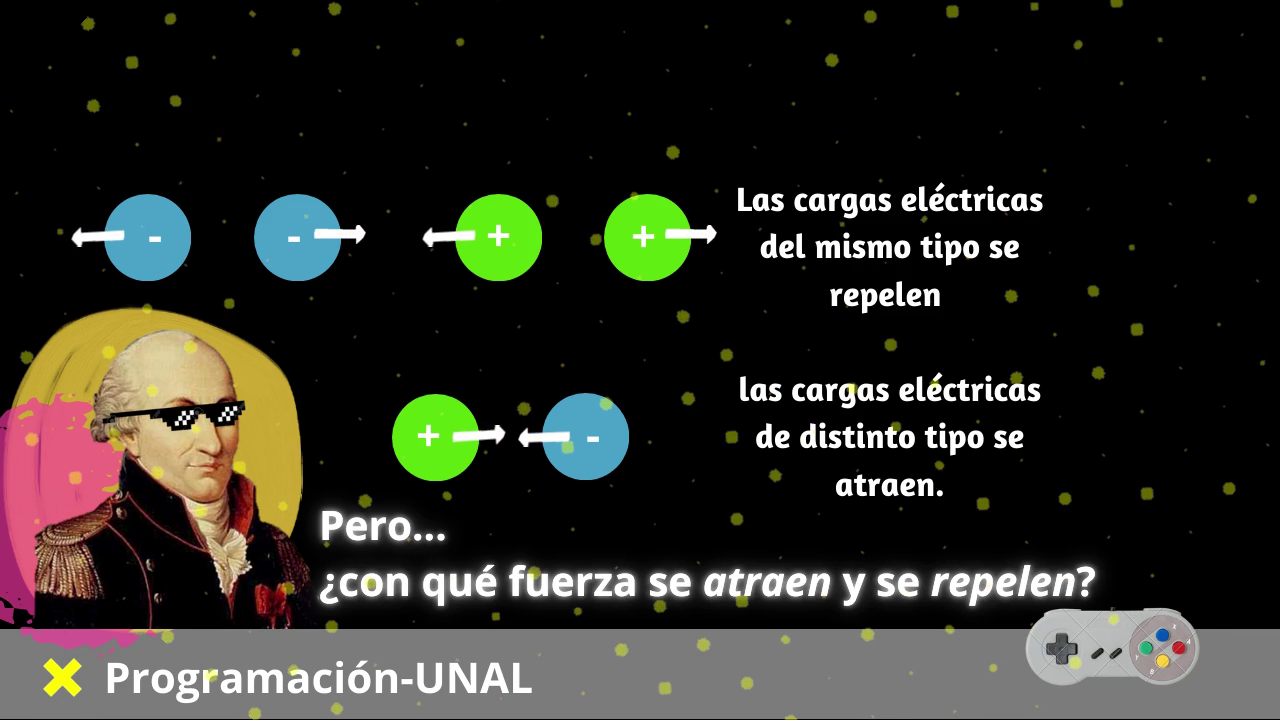 - - + +
Las cargas eléctricas
del mismo tipo se
repelen
+ -
las cargas eléctricas
de distinto tipo se
atraen.
Pero...
¿con qué fuerza se atraen y se repelen?
Programación-UNAL